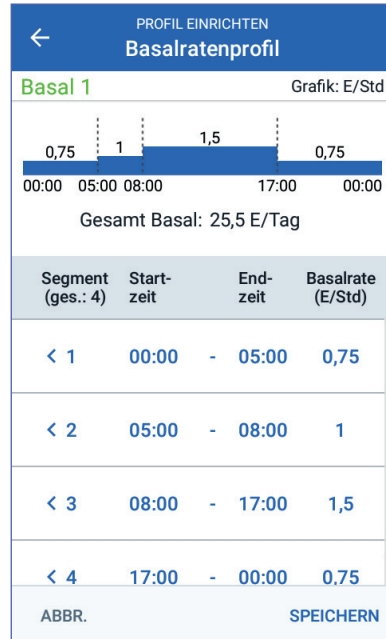 PROFIL EINRICHTEN
Basalratenprofil
Basal 1 Grafik: E/Std
0,75 1 1,5 0,75
00:00 05:00 08:00 17:00 00:00
Gesamt Basal: 25,5 E/Tag
Segment Start- End- Basalrate
(ges.: 4) zeit zeit (E/Std)
< 1 00:00 - 05:00 0,75
< 2 05:00 - 08:00 1
< 3 08:00 - 17:00 1,5
< 4 17:00 - 00:00 0,75
ABBR. SPEICHERN